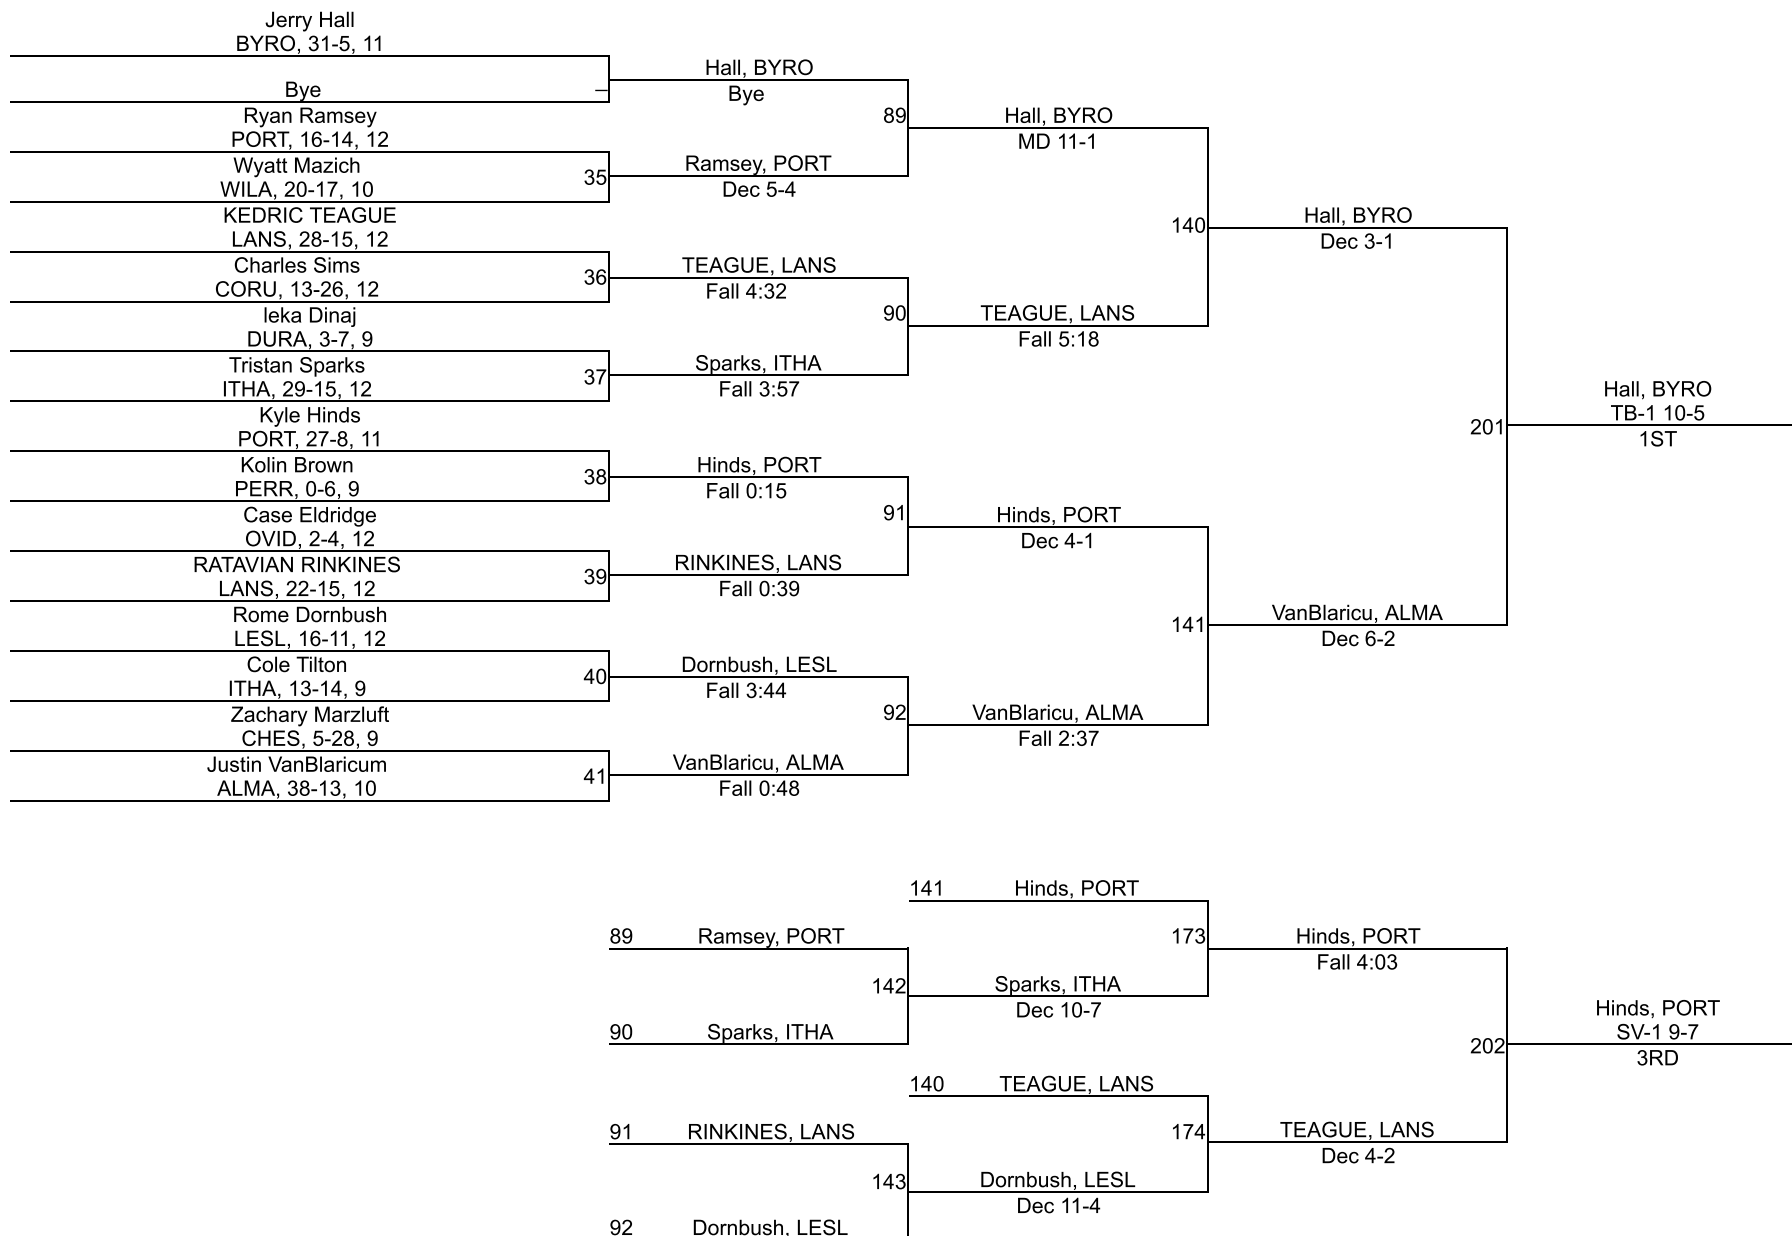 Jerry Hall
BYRO, 31-5, 11
Bye
–
Ryan Ramsey
PORT, 16-14, 12
Wyatt Mazich
WILA, 20-17, 10
35
KEDRIC TEAGUE
LANS, 28-15, 12
Charles Sims
CORU, 13-26, 12
36
leka Dinaj
DURA, 3-7, 9
Tristan Sparks
ITHA, 29-15, 12
37
Kyle Hinds
PORT, 27-8, 11
Kolin Brown
PERR, 0-6, 9
38
Case Eldridge
OVID, 2-4, 12
RATAVIAN RINKINES
LANS, 22-15, 12
39
Rome Dornbush
LESL, 16-11, 12
Cole Tilton
ITHA, 13-14, 9
40
Zachary Marzluft
CHES, 5-28, 9
Justin VanBlaricum
ALMA, 38-13, 10
41
Hall, BYRO
Bye
89
Ramsey, PORT
Dec 5-4
TEAGUE, LANS
Fall 4:32
90
Sparks, ITHA
Fall 3:57
Hinds, PORT
Fall 0:15
91
RINKINES, LANS
Fall 0:39
Dornbush, LESL
Fall 3:44
92
VanBlaricu, ALMA
Fall 0:48
Hall, BYRO
MD 11-1
140
TEAGUE, LANS
Fall 5:18
Hinds, PORT
Dec 4-1
141
VanBlaricu, ALMA
Fall 2:37
Hall, BYRO
Dec 3-1
201
VanBlaricu, ALMA
Dec 6-2
Hall, BYRO
TB-1 10-5
1ST
141 Hinds, PORT
89 Ramsey, PORT
173
142
Sparks, ITHA
Dec 10-7
90 Sparks, ITHA
Hinds, PORT
Fall 4:03
140 TEAGUE, LANS
91 RINKINES, LANS
174
143
Dornbush, LESL
Dec 11-4
92 Dornbush, LESL
TEAGUE, LANS
Dec 4-2
202
Hinds, PORT
SV-1 9-7
3RD